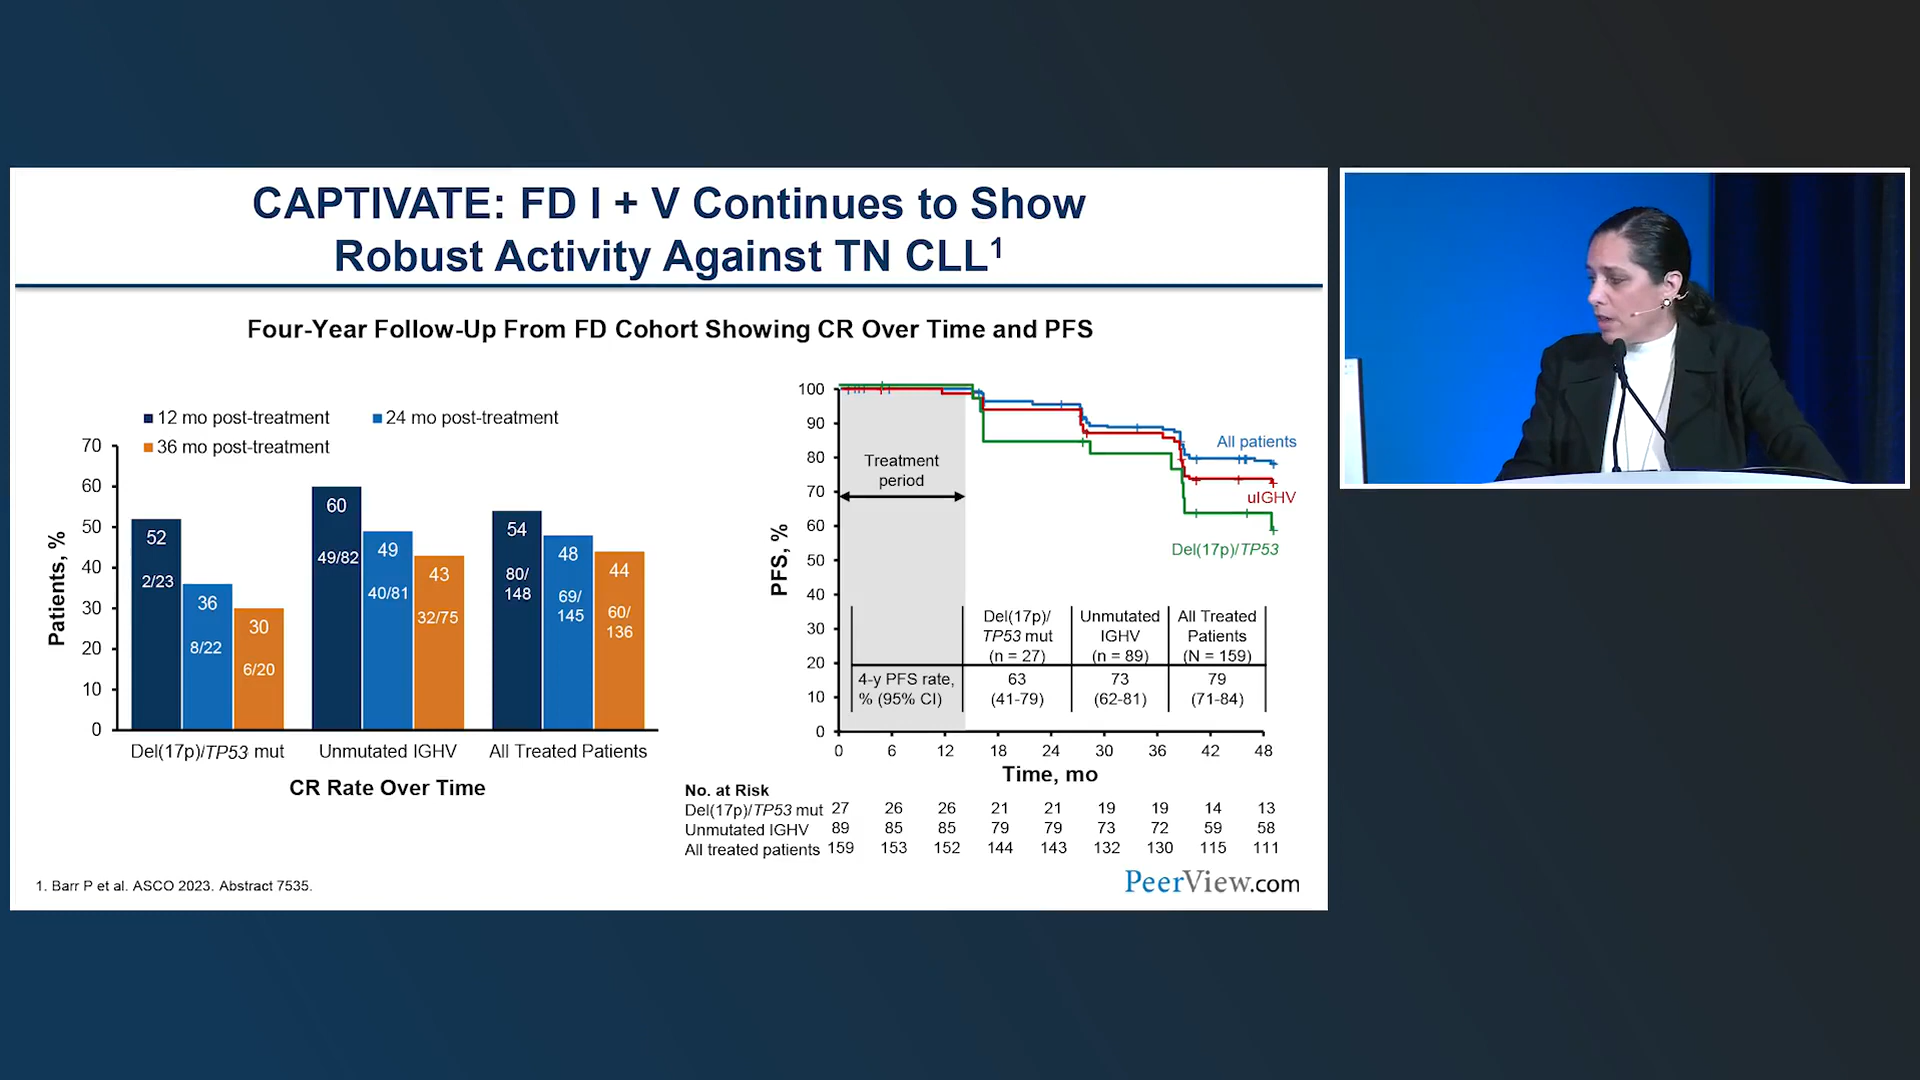 CAPTIVATE: FD I + V Continues to Show
Robust Activity Against TN CLL1
Four-Year Follow-Up From FD Cohort Showing CR Over Time and PFS
12 mo post-treatment
24 mo post-treatment
36 mo post-treatment
Patients, %
70
60
50
40
30
20
10
0
52
2/23
36
8/22
30
6/20
60
49/82
49
40/81
43
32/75
54
80/
148
48
69/
145
44
60/
136
Del(17p)/TP53 mut
Unmutated IGHV
All Treated Patients
CR Rate Over Time
PFS, %
100
90
80
70
60
50
40
30
20
10
0
Treatment
period
All patients
uIGHV
Del(17p)/TP53
Del(17p)/
TP53 mut
(n = 27)
Unmutated
IGHV
(n = 89)
All Treated
Patients
(N = 159)
4-y PFS rate,
% (95% CI)
63
(41-79)
73
(62-81)
79
(71-84)
0 6 12 18 24 30 36 42 48
Time, mo
No. at Risk
Del(17p)/TP53 mut 27 26 26 21 21 19 19 14 13
Unmutated IGHV 89 85 85 79 79 73 72 59 58
All treated patients 159 153 152 144 143 132 130 115 111
1. Barr P et al. ASCO 2023. Abstract 7535.
PeerView.com